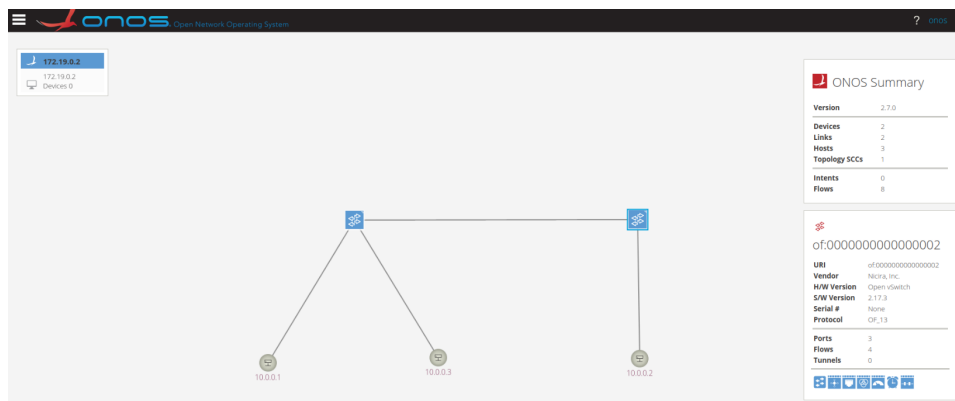 onos Open Network Operating System
? onos
172.19.0.2
172.19.0.2
Devices 0
10.0.0.1
10.0.0.3
10.0.0.2
ONOS Summary
Version 2.7.0
Devices 2
Links 2
Hosts 3
Topology SCCs 1
Intents 0
Flows 8
of:0000000000000002
URI of:0000000000000002
Vendor Nicira, Inc.
H/W Version Open vSwitch
S/W Version 2.17.3
Serial # None
Protocol OF_13
Ports 3
Flows 4
Tunnels 0